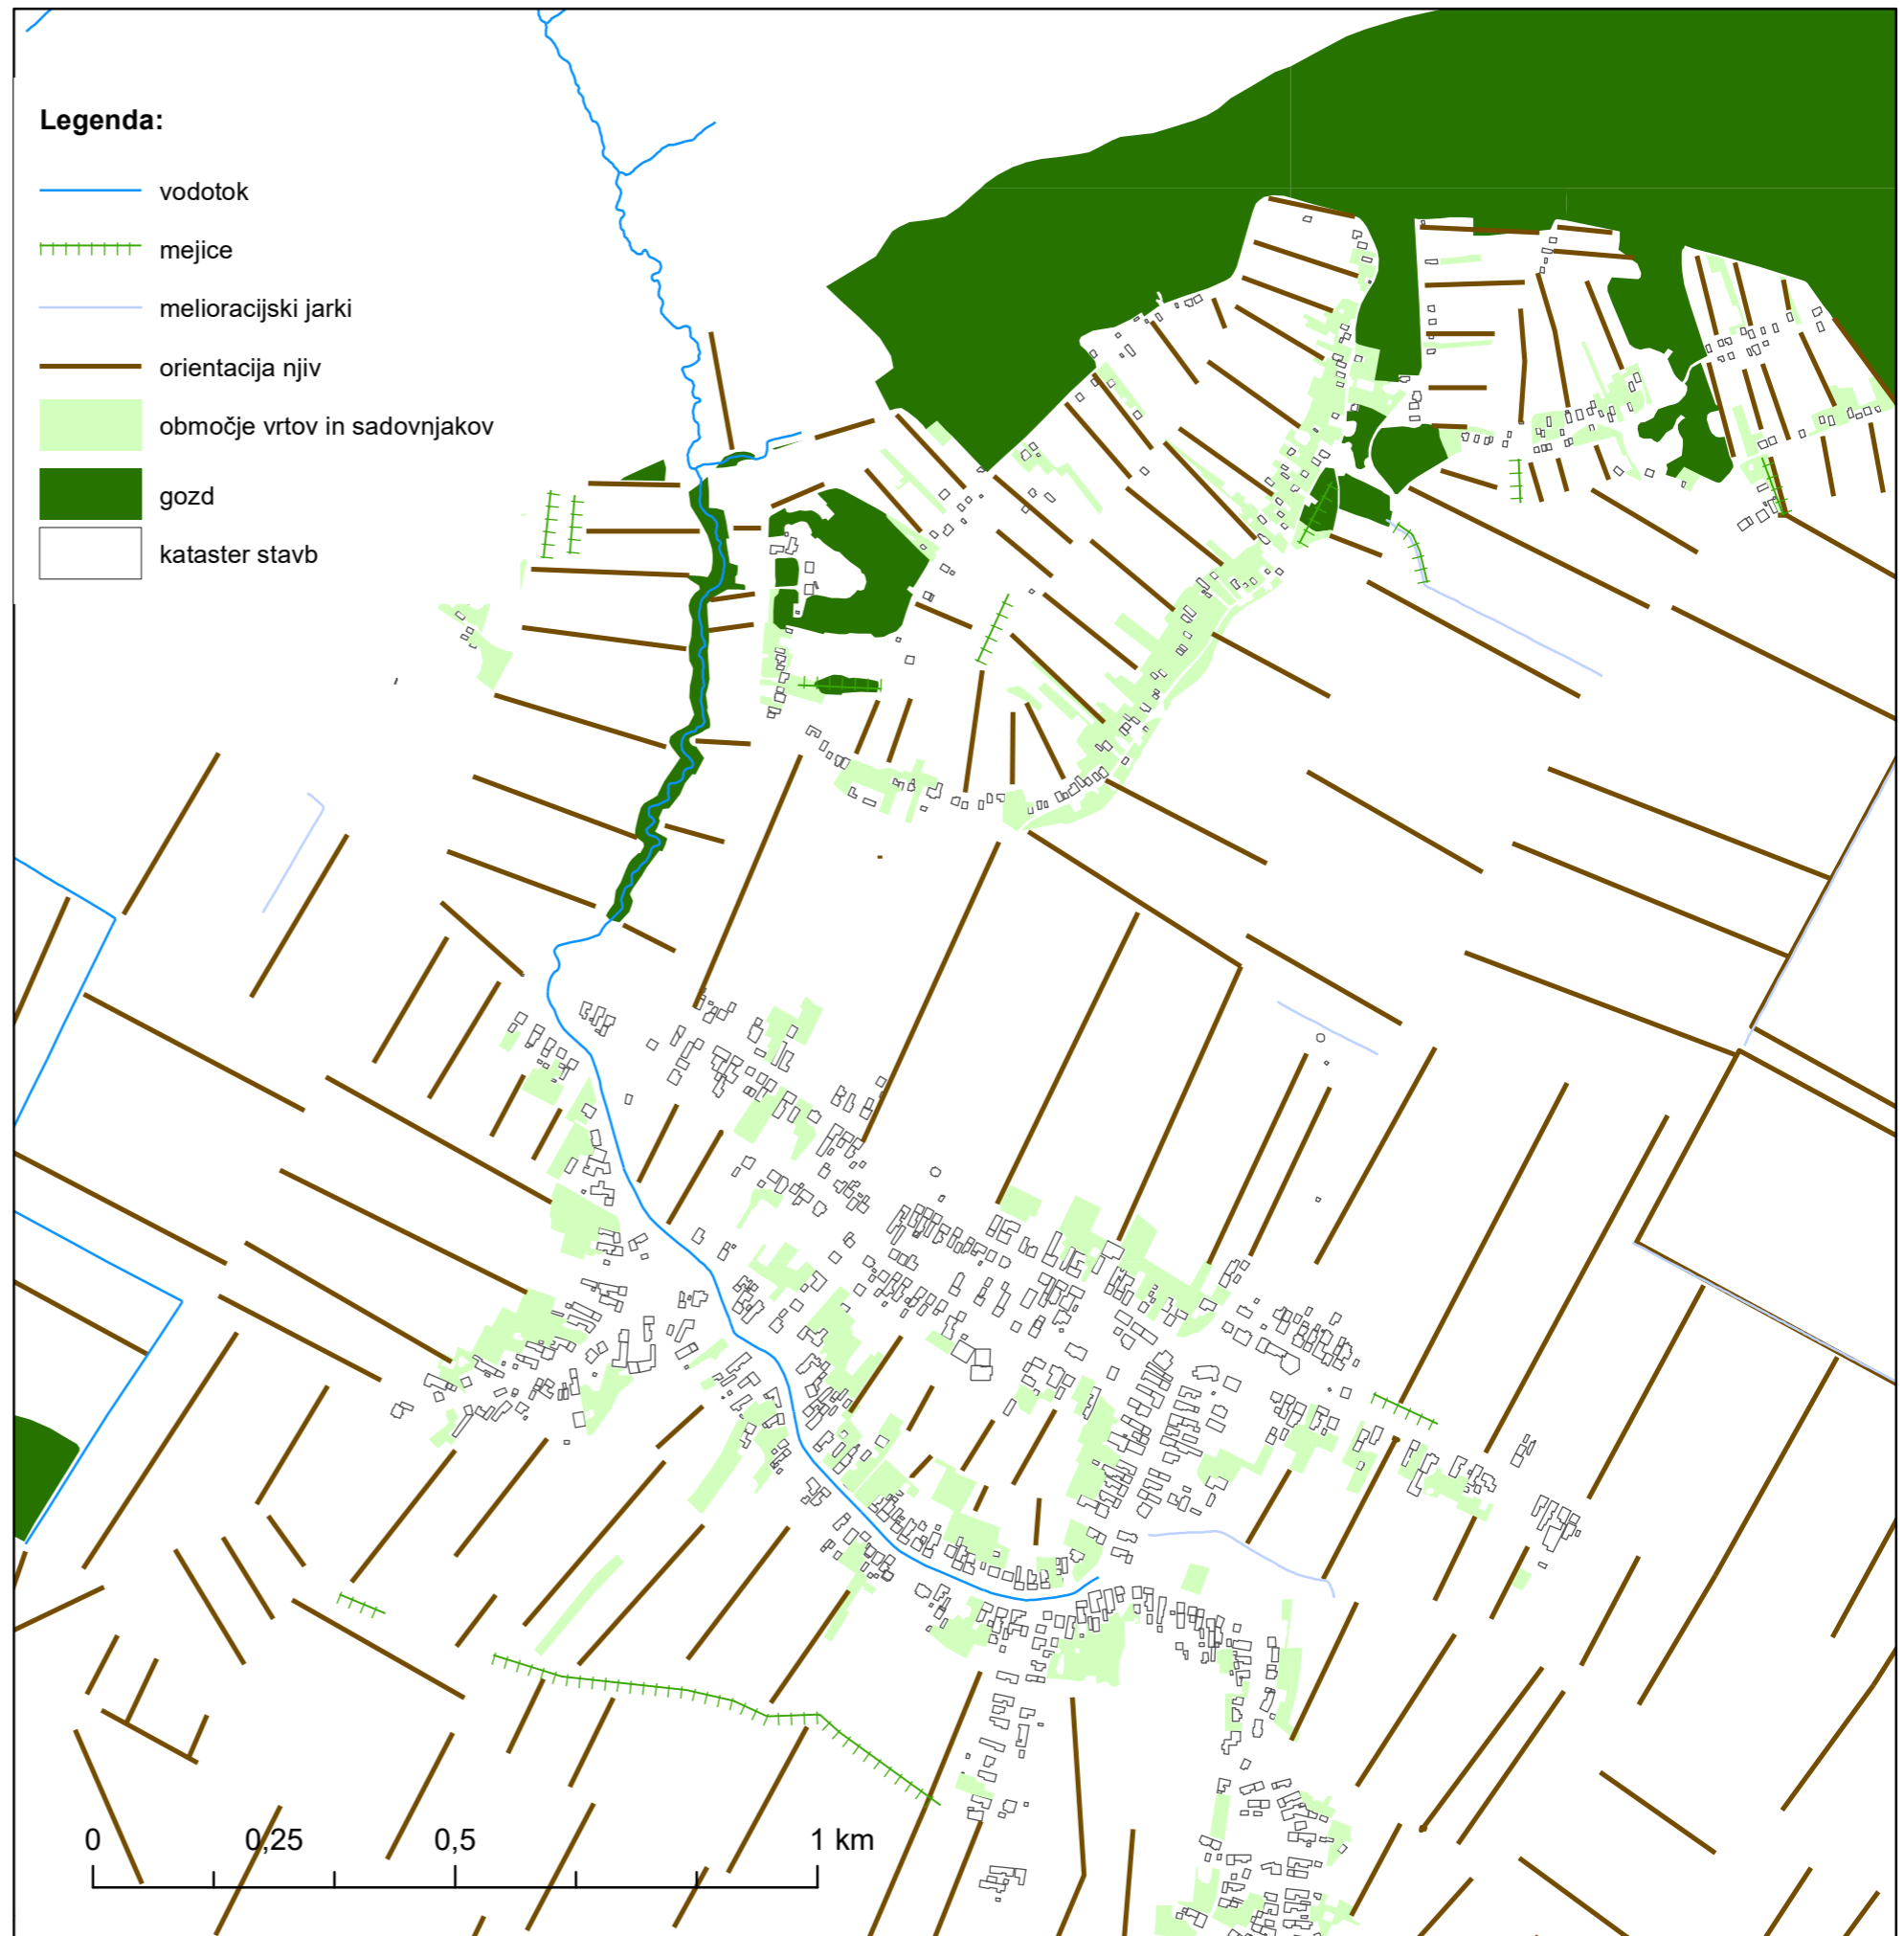 Legenda:
vodotok
mejice
melioracijski jarki
orientacija njiv
območje vrtov in sadovnjakov
gozd
kataster stavb
0 0,25 0,5 1 km